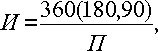 И = 360(180,90) / П,